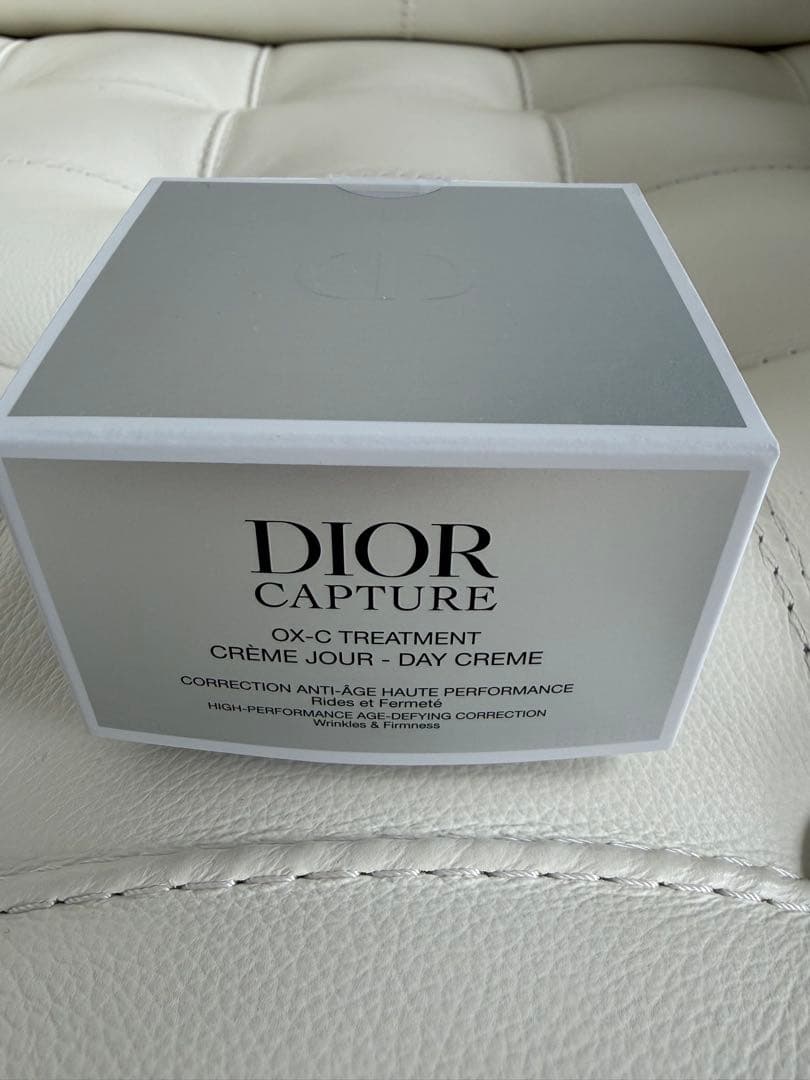 DIOR
CAPTURE
OX-C TREATMENT
CRÈME JOUR - DAY CREME
CORRECTION ANTI-ÂGE HAUTE PERFORMANCE
Rides et Fermeté
HIGH-PERFORMANCE AGE-DEFYING CORRECTION
Wrinkles & Firmness